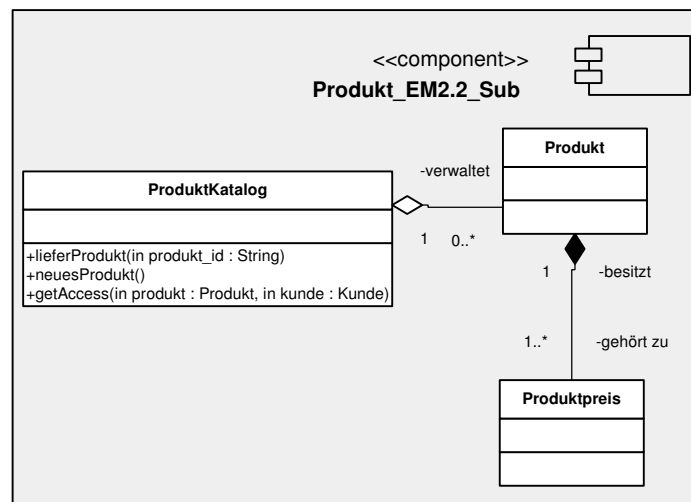 <<component>>
Produkt_EM2.2_Sub
Produkt
ProduktKatalog
-verwaltet
1
0..*
+lieferProdukt(in produkt_id : String)
+neuesProdukt()
+getAccess(in produkt : Produkt, in kunde : Kunde)
1
-besitzt
1..*
-gehört zu
Produktpreis